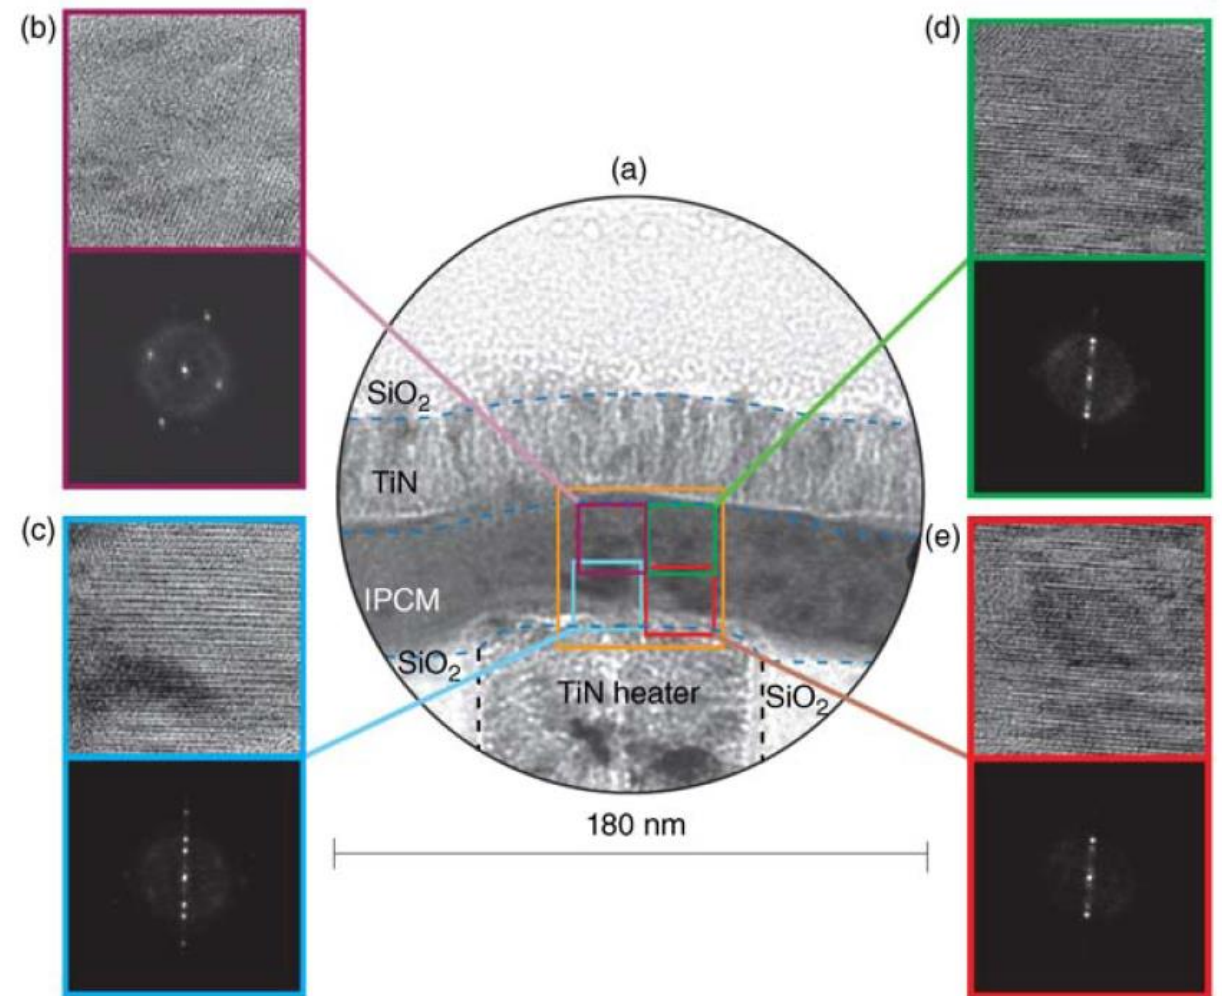 (b)
(d)
(a)
SiO2
TiN
(c)
(e)
IPCM
SiO2
TiN heater
SiO2
180 nm